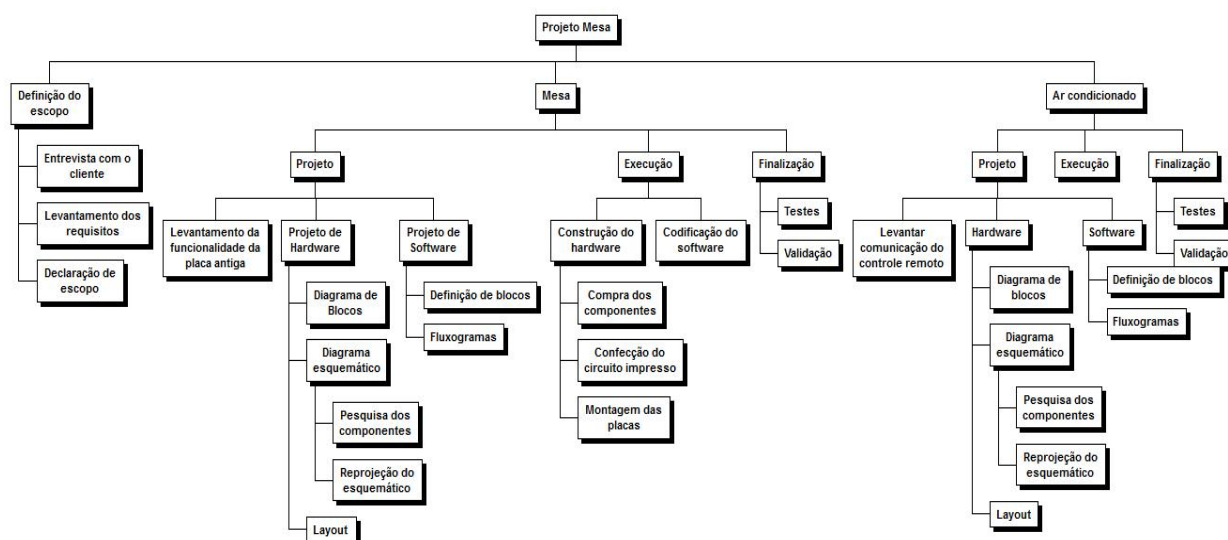 Projeto Mesa
Definição do
escopo
Mesa
Ar condicionado
Entrevista com o
cliente
Levantamento dos
requisitos
Declaração de
escopo
Projeto
Execução
Finalização
Levantamento da
funcionalidade da
placa antiga
Projeto de
Hardware
Projeto de
Software
Diagrama de
Blocos
Diagrama
esquemático
Pesquisa dos
componentes
Reprojeção do
esquemático
Layout
Definição de blocos
Fluxogramas
Construção do
hardware
Codificação do
software
Compra dos
componentes
Confecção do
circuito impresso
Montagem das
placas
Testes
Validação
Projeto
Execução
Finalização
Levantar
comunicação do
controle remoto
Hardware
Software
Diagrama de
blocos
Diagrama
esquemático
Pesquisa dos
componentes
Reprojeção do
esquemático
Layout
Definição de blocos
Fluxogramas
Testes
Validação